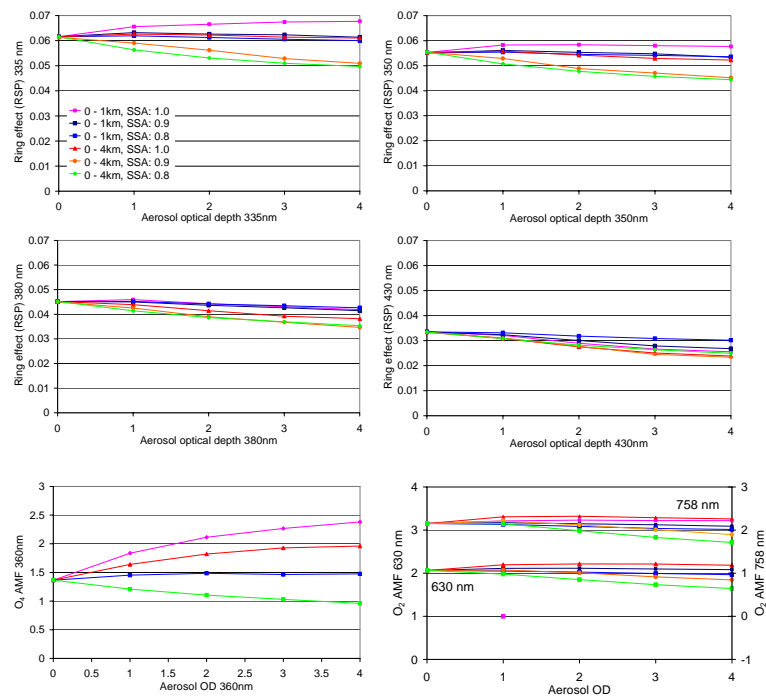 0.07
0.06
0.05
0.04
0.03
0.02
0.01
0
Ring effect (RSP) 335 nm
0 - 1km, SSA: 1.0
0 - 1km, SSA: 0.9
0 - 1km, SSA: 0.8
0 - 4km, SSA: 1.0
0 - 4km, SSA: 0.9
0 - 4km, SSA: 0.8
0 1 2 3 4
Aerosol optical depth 335nm
0.07
0.06
0.05
0.04
0.03
0.02
0.01
0
Ring effect (RSP) 350 nm
0 1 2 3 4
Aerosol optical depth 350nm
0.07
0.06
0.05
0.04
0.03
0.02
0.01
0
Ring effect (RSP) 380 nm
0 1 2 3 4
Aerosol optical depth 380nm
0.07
0.06
0.05
0.04
0.03
0.02
0.01
0
Ring effect (RSP) 430 nm
0 1 2 3 4
Aerosol optical depth 430nm
3
2.5
2
1.5
1
0.5
0
O₄ AMF 360nm
0 0.5 1 1.5 2 2.5 3 3.5 4
Aerosol OD 360nm
4
3
2
1
0
O₂ AMF 630 nm
758 nm
630 nm
3
2
1
0
-1
O₂ AMF 758 nm
0 1 2 3 4
Aerosol OD